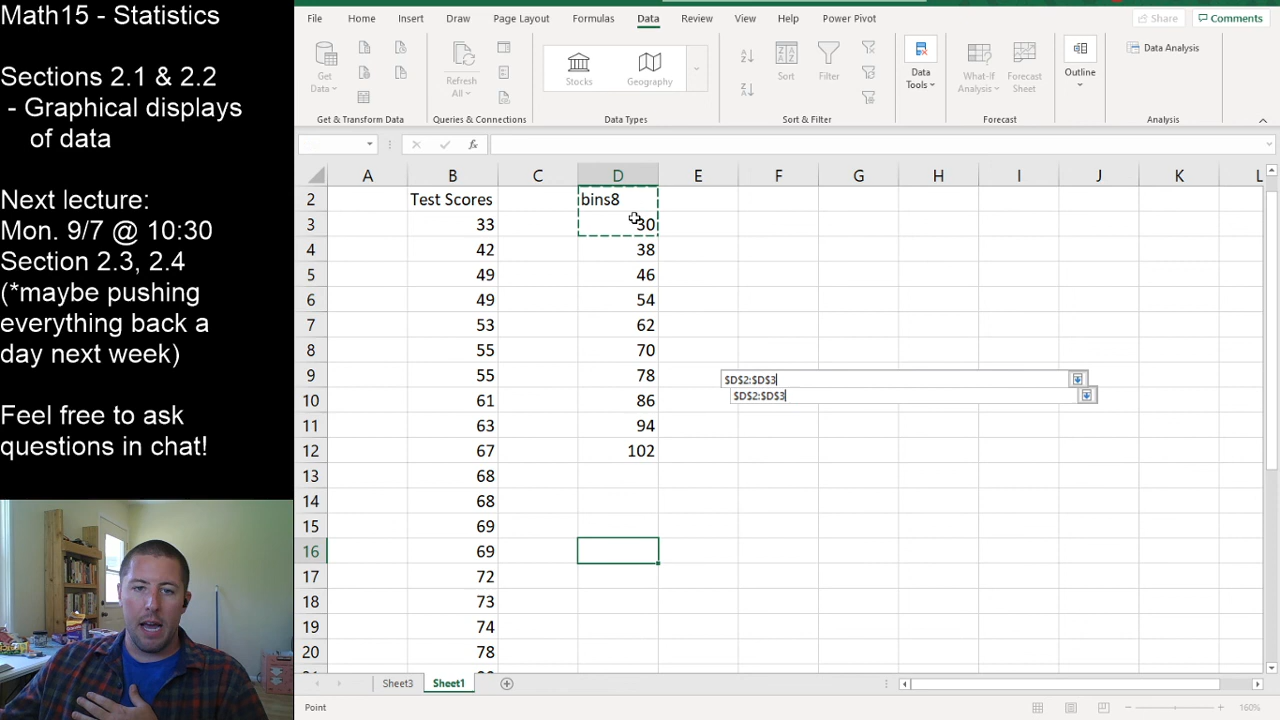 Math15 - Statistics
Sections 2.1 & 2.2
- Graphical displays
of data
Next lecture:
Mon. 9/7 @ 10:30
Section 2.3, 2.4
(*maybe pushing
everything back a
day next week)
Feel free to ask
questions in chat!
File Home Insert Draw Page Layout Formulas Data Review View Help Power Pivot Share Comments
Get Data Refresh All Stocks Geography Sort Filter Data Tools What-If Analysis Forecast Sheet Outline Data Analysis
Get & Transform Data Queries & Connections Data Types Sort & Filter Forecast Analysis
fx
A B C D E F G H I J K L
2 Test Scores bins8
3 33 30
4 42 38
5 49 46
6 49 54
7 53 62
8 55 70
9 55 78 $D$2:$D$3
10 61 86 $D$2:$D$3
11 63 94
12 67 102
13 68
14 68
15 69
16 69
17 72
18 73
19 74
20 78
Sheet3 Sheet1
Point 160%